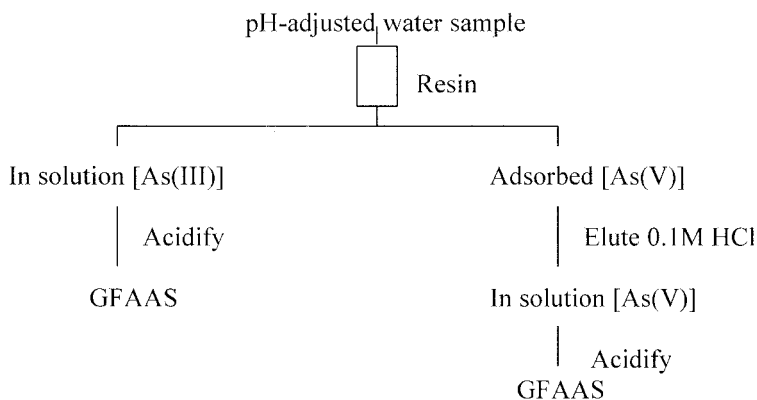 pH-adjusted water sample
Resin
In solution [As(III)]
Adsorbed [As(V)]
Acidify
Elute 0.1M HCl
GFAAS
In solution [As(V)]
Acidify
GFAAS